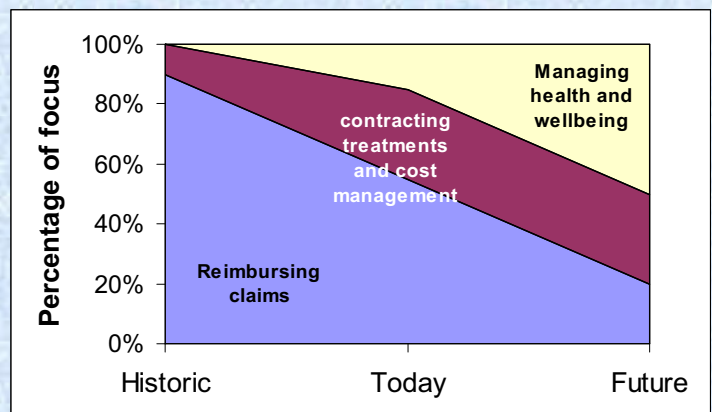 100%
80%
60%
40%
20%
0%
Percentage of focus
Managing
health and
wellbeing
contracting
treatments
and cost
management
Reimbursing
claims
Historic
Today
Future